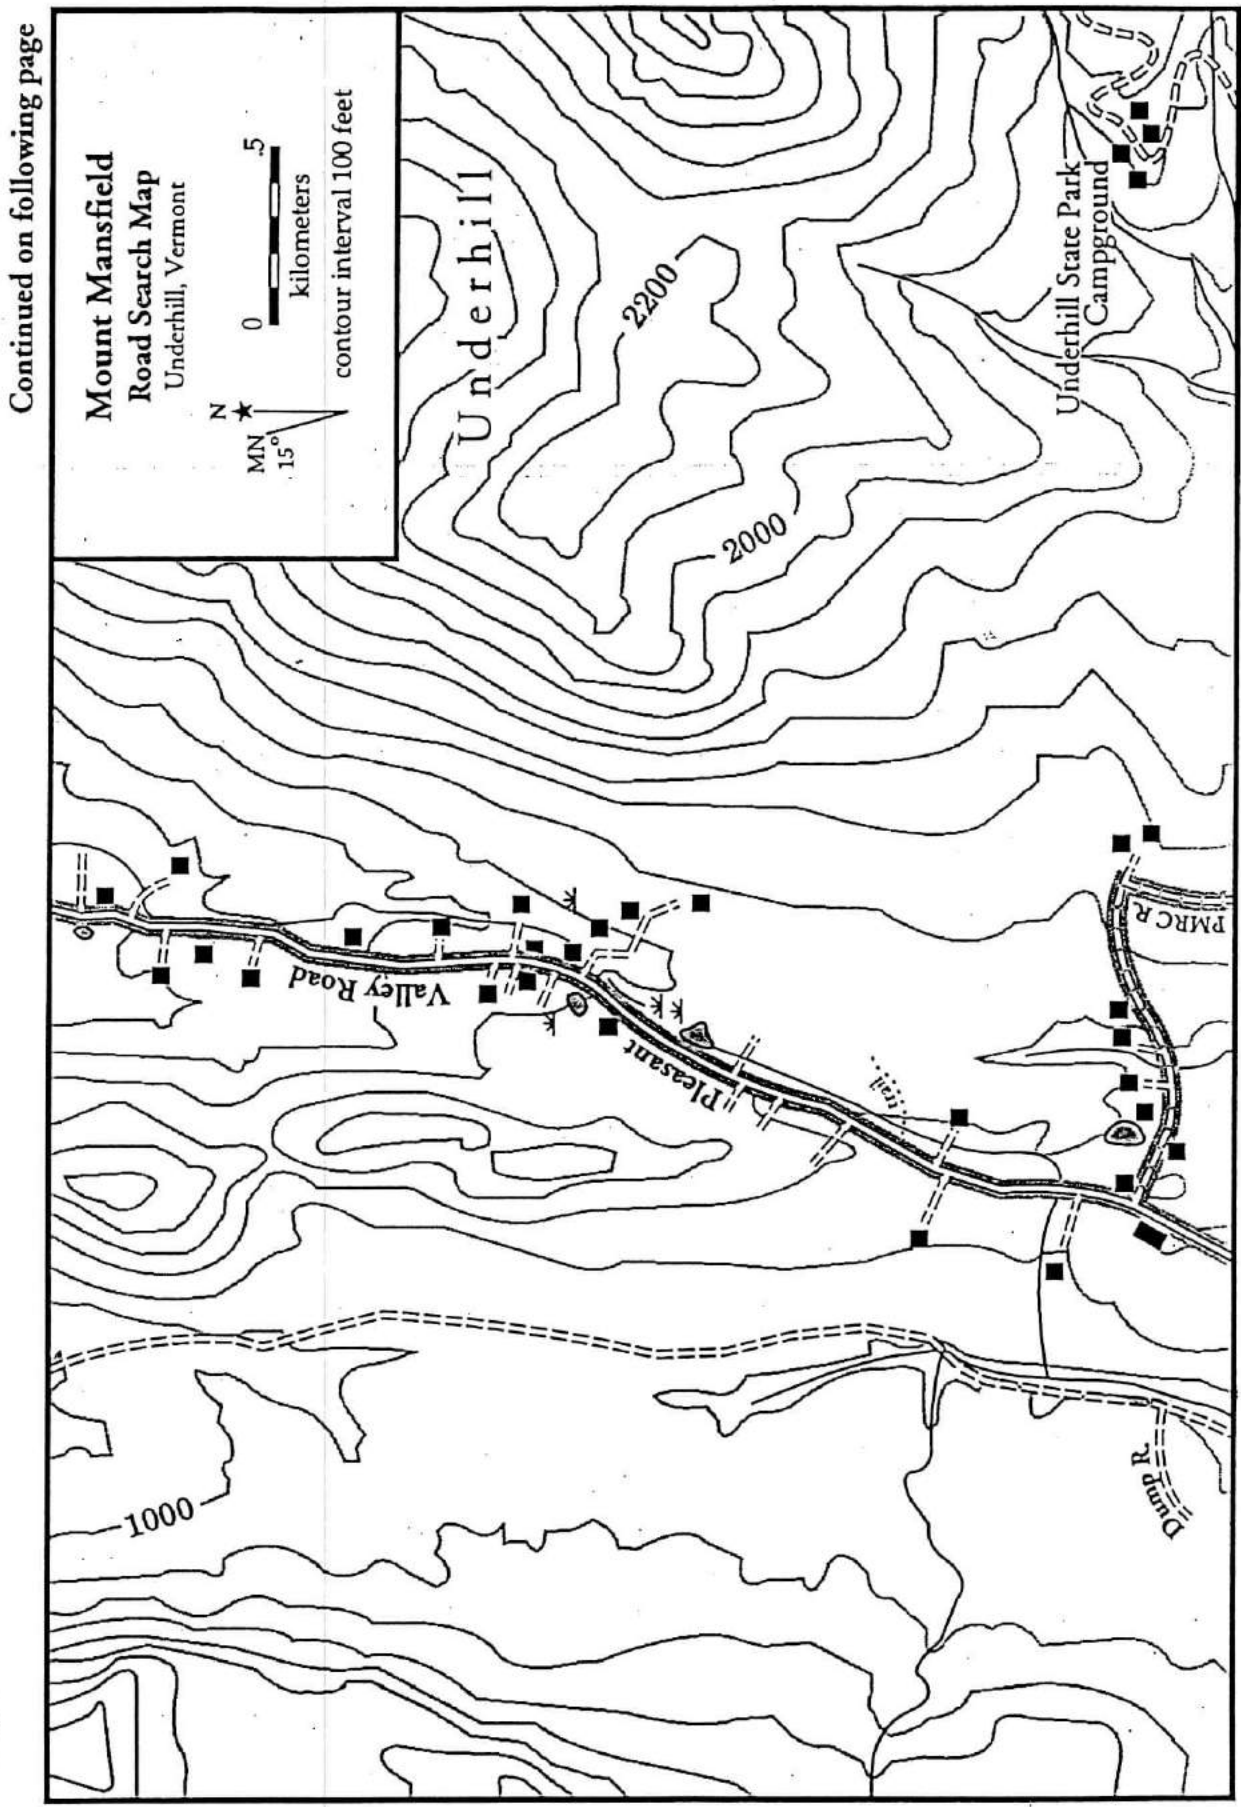 Continued on following page
Mount Mansfield
Road Search Map
Underhill, Vermont
0 .5
kilometers
contour interval 100 feet
N
MN
15°
Underhill
2200
2000
Underhill State Park
Campground
Valley Road
Pleasant
trail
PMRC R.
1000
Dump R.